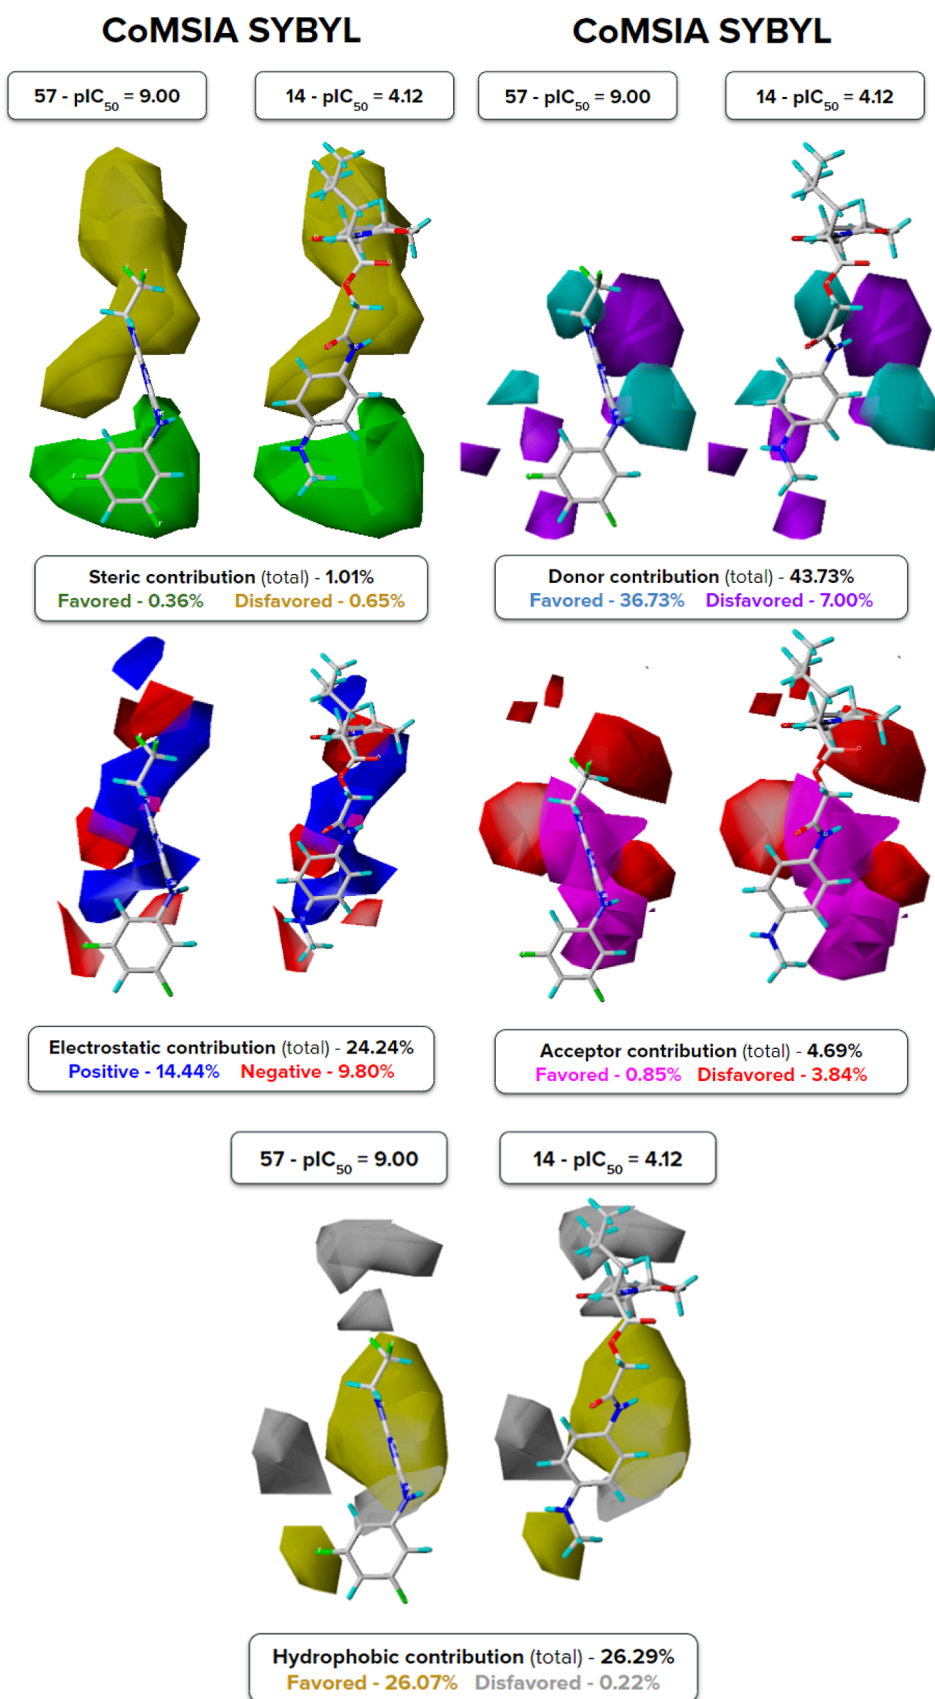 CoMSIA SYBYL
CoMSIA SYBYL
57 - pIC50 = 9.00
14 - pIC50 = 4.12
57 - pIC50 = 9.00
14 - pIC50 = 4.12
Steric contribution (total) - 1.01%
Favored - 0.36% Disfavored - 0.65%
Donor contribution (total) - 43.73%
Favored - 36.73% Disfavored - 7.00%
Electrostatic contribution (total) - 24.24%
Positive - 14.44% Negative - 9.80%
Acceptor contribution (total) - 4.69%
Favored - 0.85% Disfavored - 3.84%
57 - pIC50 = 9.00
14 - pIC50 = 4.12
Hydrophobic contribution (total) - 26.29%
Favored - 26.07% Disfavored - 0.22%